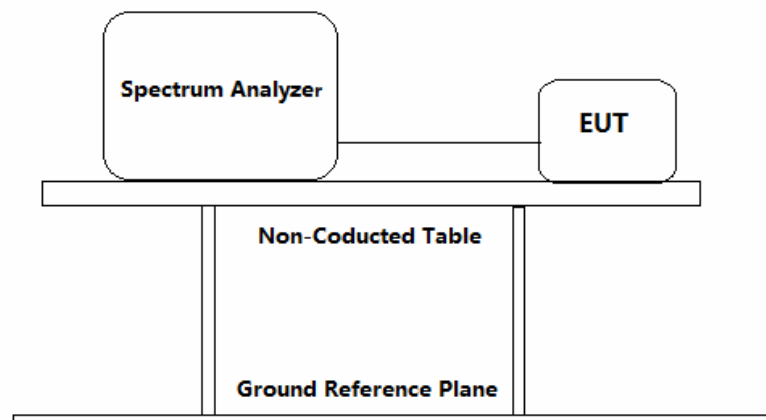 Spectrum Analyzer
EUT
Non-Coducted Table
Ground Reference Plane